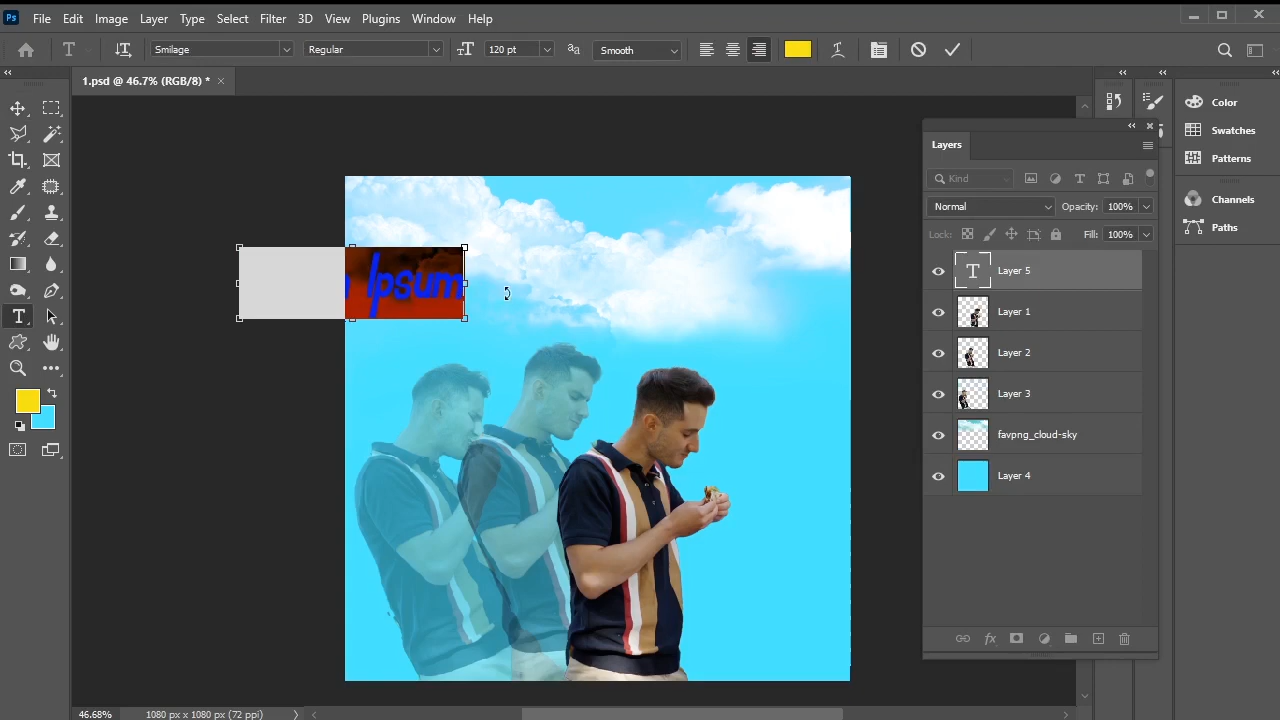 Ps File Edit Image Layer Type Select Filter 3D View Plugins Window Help
T Smilage Regular 120 pt aa Smooth
1.psd @ 46.7% (RGB/8) * ×
Ipsum
Layers
Kind
Normal Opacity: 100%
Lock: Fill: 100%
Layer 5
Layer 1
Layer 2
Layer 3
favpng_cloud-sky
Layer 4
Color
Swatches
Patterns
Channels
Paths
46.68% 1080 px x 1080 px (72 ppi)